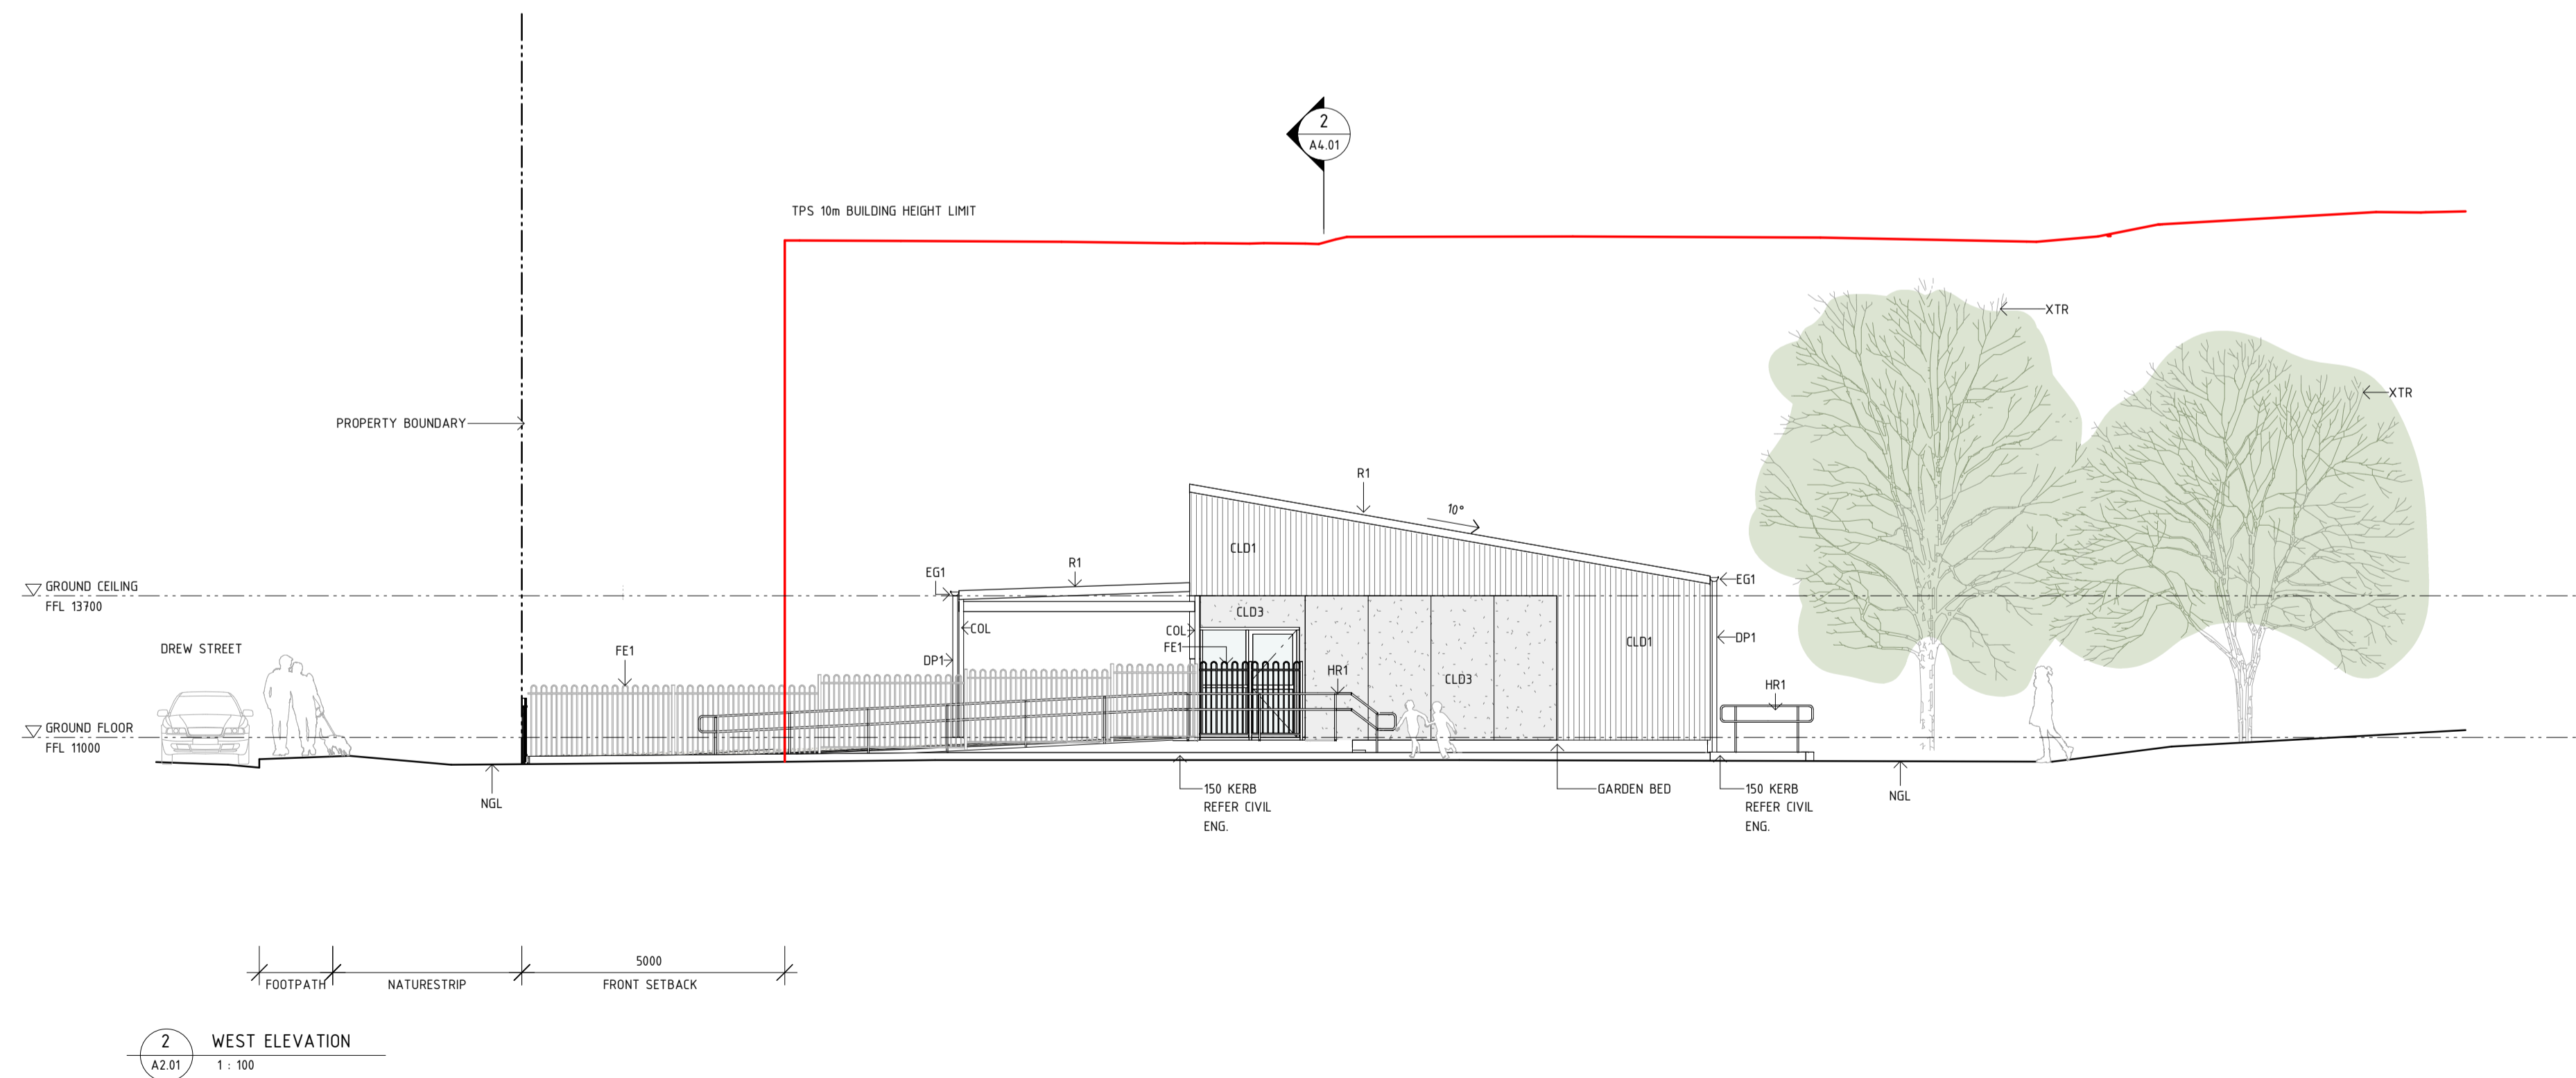 2
A4.01
TPS 10m BUILDING HEIGHT LIMIT
XTR
XTR
PROPERTY BOUNDARY
R1
10°
CLD1
R1
EG1
EG1
GROUND CEILING
FFL 13700
CLD3
COL
COL
DP1
CLD1
DREW STREET
FE1
FE1
DP1
HR1
CLD3
HR1
GROUND FLOOR
FFL 11000
NGL
150 KERB
REFER CIVIL
ENG.
GARDEN BED
150 KERB
REFER CIVIL
ENG.
NGL
5000
FOOTPATH
NATURESTRIP
FRONT SETBACK
2
WEST ELEVATION
A2.01
1 : 100